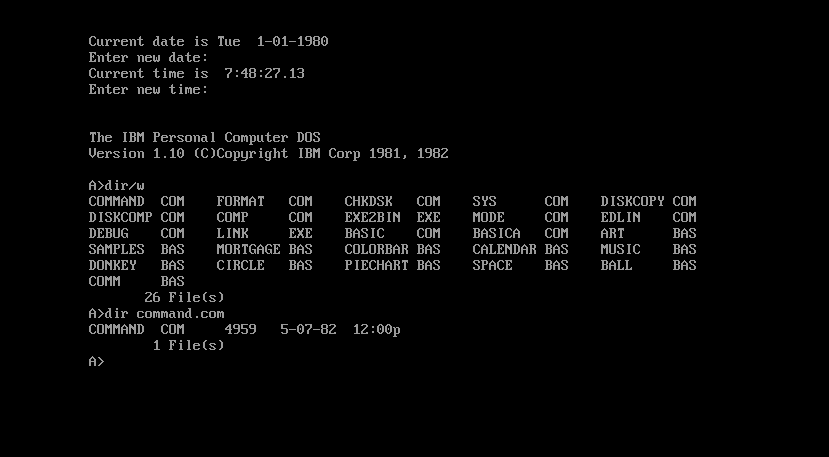 Current date is Tue  1-01-1980
Enter new date:
Current time is  7:48:27.13
Enter new time:
The IBM Personal Computer DOS
Version 1.10 (C)Copyright IBM Corp 1981, 1982
A>dir/w
COMMAND  COM    FORMAT   COM    CHKDSK   COM    SYS      COM    DISKCOPY COM
DISKCOMP COM    COMP     COM    EXE2BIN  EXE    MODE     COM    EDLIN    COM
DEBUG    COM    LINK     EXE    BASIC    COM    BASICA   COM    ART      BAS
SAMPLES  BAS    MORTGAGE BAS    COLORBAR BAS    CALENDAR BAS    MUSIC    BAS
DONKEY   BAS    CIRCLE   BAS    PIECHART BAS    SPACE    BAS    BALL     BAS
COMM     BAS
       26 File(s)
A>dir command.com
COMMAND  COM     4959   5-07-82  12:00p
        1 File(s)
A>